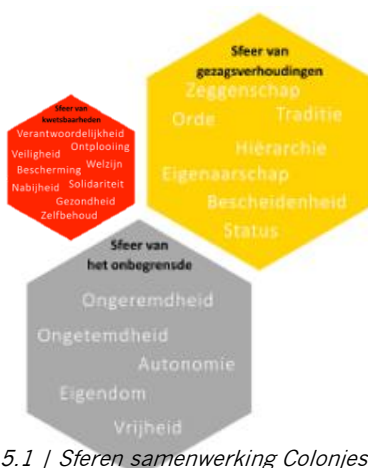 Sfeer van
kwetsbaarheden
Verantwoordelijkheid
Ontplooiing
Veiligheid
Welzijn
Bescherming
Nabijheid Solidariteit
Gezondheid
Zelfbehoud
Sfeer van
gezagsverhoudingen
Zeggenschap
Orde Traditie
Hiërarchie
Eigenaarschap
Bescheidenheid
Status
Sfeer van
het onbegrensde
Ongeremdheid
Ongetemdheid
Autonomie
Eigendom
Vrijheid
5.1 | Sferen samenwerking Colonjes